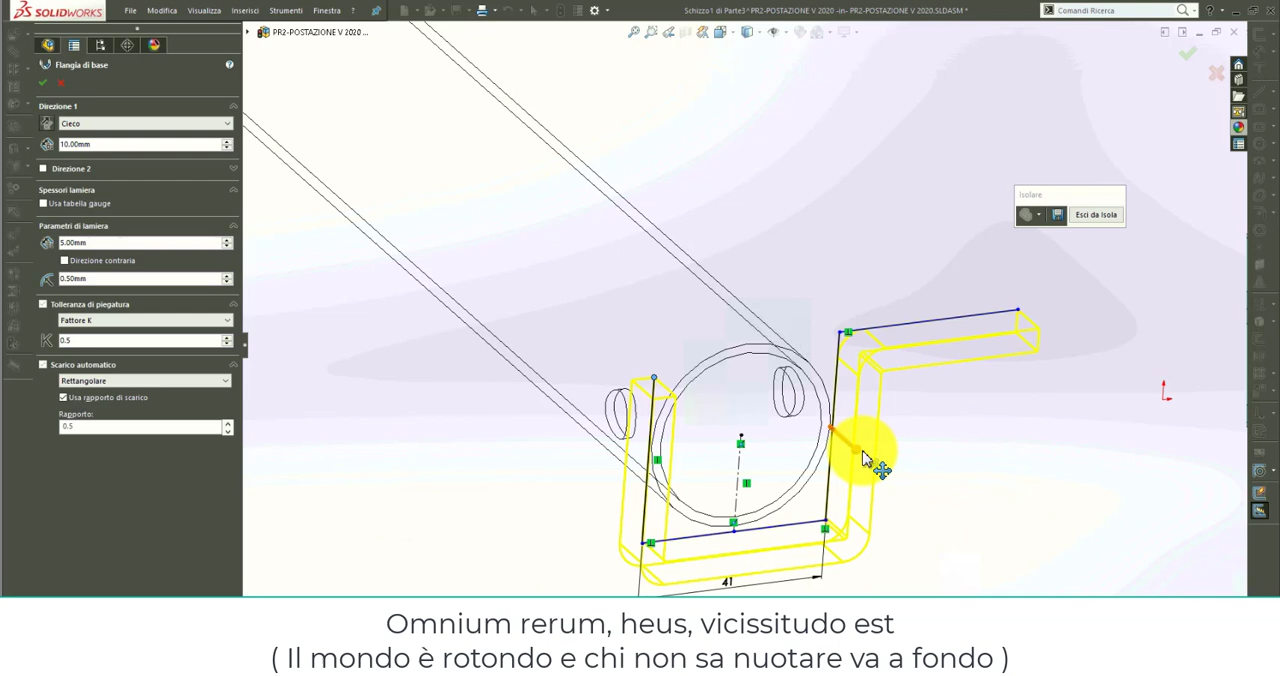 SOLIDWORKS File Modifica Visualizza Inserisci Strumenti Finestra ? Schizzo1 di Parte3^PR2-POSTAZIONE V 2020 -in- PR2-POSTAZIONE V 2020.SLDASM * Comandi Ricerca ?
PR2-POSTAZIONE V 2020 ...
Flangia di base ?
Direzione 1
Cieco
10.00mm
Direzione 2
Spessori lamiera
Usa tabella gauge
Parametri di lamiera
5.00mm
Direzione contraria
0.50mm
Tolleranza di piegatura
Fattore K
K 0.5
Scarico automatico
Rettangolare
Usa rapporto di scarico
Rapporto:
0.5
Isolare
Esci da Isola
41
Omnium rerum, heus, vicissitudo est
( Il mondo è rotondo e chi non sa nuotare va a fondo )